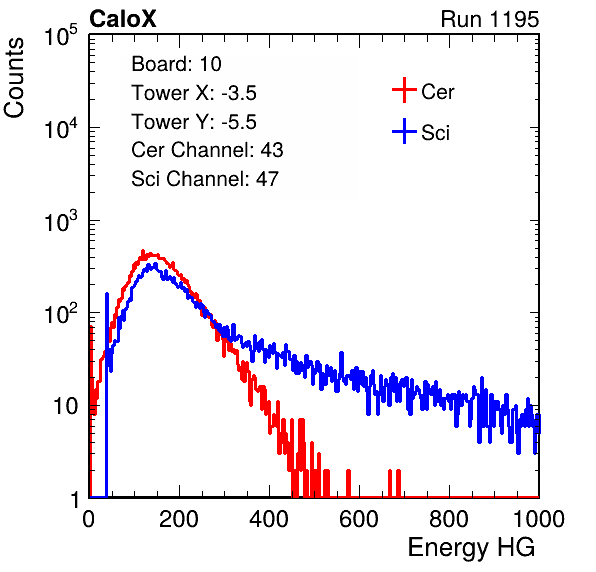 CaloX Run 1195
Counts
Board: 10
Tower X: -3.5
Tower Y: -5.5
Cer Channel: 43
Sci Channel: 47
Cer
Sci
10^5
10^4
10^3
10^2
10
1
0 200 400 600 800 1000
Energy HG